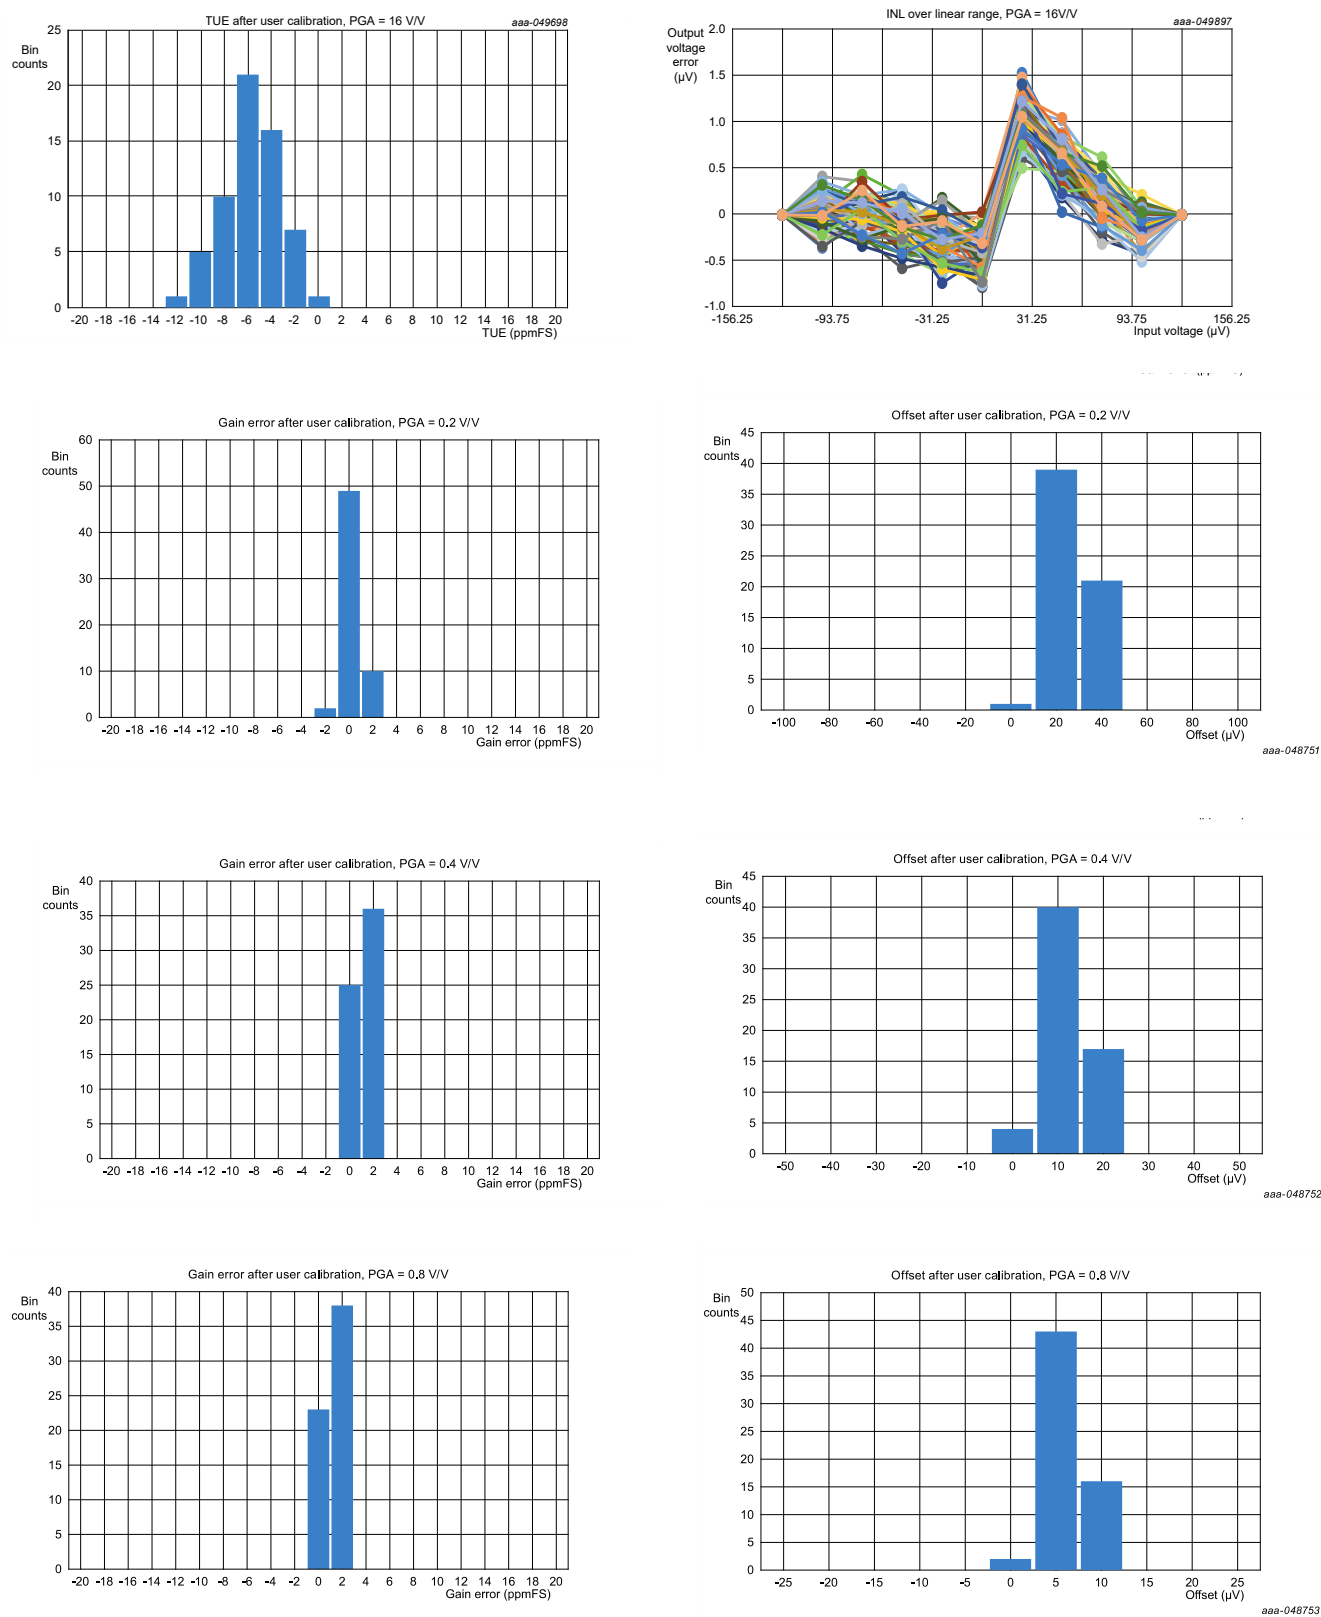 TUE after user calibration, PGA = 16 V/V
aaa-049698
Bin
counts
25
20
15
10
5
0
-20 -18 -16 -14 -12 -10 -8 -6 -4 -2 0 2 4 6 8 10 12 14 16 18 20
TUE (ppmFS)
INL over linear range, PGA = 16V/V
aaa-049897
Output
voltage
error
(µV)
2.0
1.5
1.0
0.5
0
-0.5
-1.0
-156.25 -93.75 -31.25 31.25 93.75 156.25
Input voltage (µV)
Gain error after user calibration, PGA = 0.2 V/V
Bin
counts
60
50
40
30
20
10
0
-20 -18 -16 -14 -12 -10 -8 -6 -4 -2 0 2 4 6 8 10 12 14 16 18 20
Gain error (ppmFS)
Offset after user calibration, PGA = 0.2 V/V
Bin
counts
45
40
35
30
25
20
15
10
5
0
-100 -80 -60 -40 -20 0 20 40 60 80 100
Offset (µV)
aaa-048751
Gain error after user calibration, PGA = 0.4 V/V
Bin
counts
40
35
30
25
20
15
10
5
0
-20 -18 -16 -14 -12 -10 -8 -6 -4 -2 0 2 4 6 8 10 12 14 16 18 20
Gain error (ppmFS)
Offset after user calibration, PGA = 0.4 V/V
Bin
counts
45
40
35
30
25
20
15
10
5
0
-50 -40 -30 -20 -10 0 10 20 30 40 50
Offset (µV)
aaa-048752
Gain error after user calibration, PGA = 0.8 V/V
Bin
counts
40
35
30
25
20
15
10
5
0
-20 -18 -16 -14 -12 -10 -8 -6 -4 -2 0 2 4 6 8 10 12 14 16 18 20
Gain error (ppmFS)
Offset after user calibration, PGA = 0.8 V/V
Bin
counts
50
45
40
35
30
25
20
15
10
5
0
-25 -20 -15 -10 -5 0 5 10 15 20 25
Offset (µV)
aaa-048753